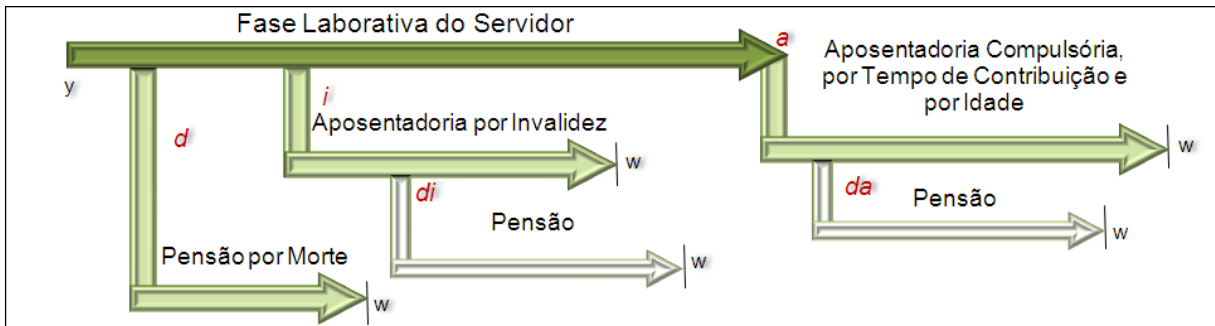 Fase Laborativa do Servidor
a
Aposentadoria Compulsória,
por Tempo de Contribuição e
por Idade
y
i
Aposentadoria por Invalidez
d
w
w
di
Pensão
da
Pensão
w
Pensão por Morte
w
w